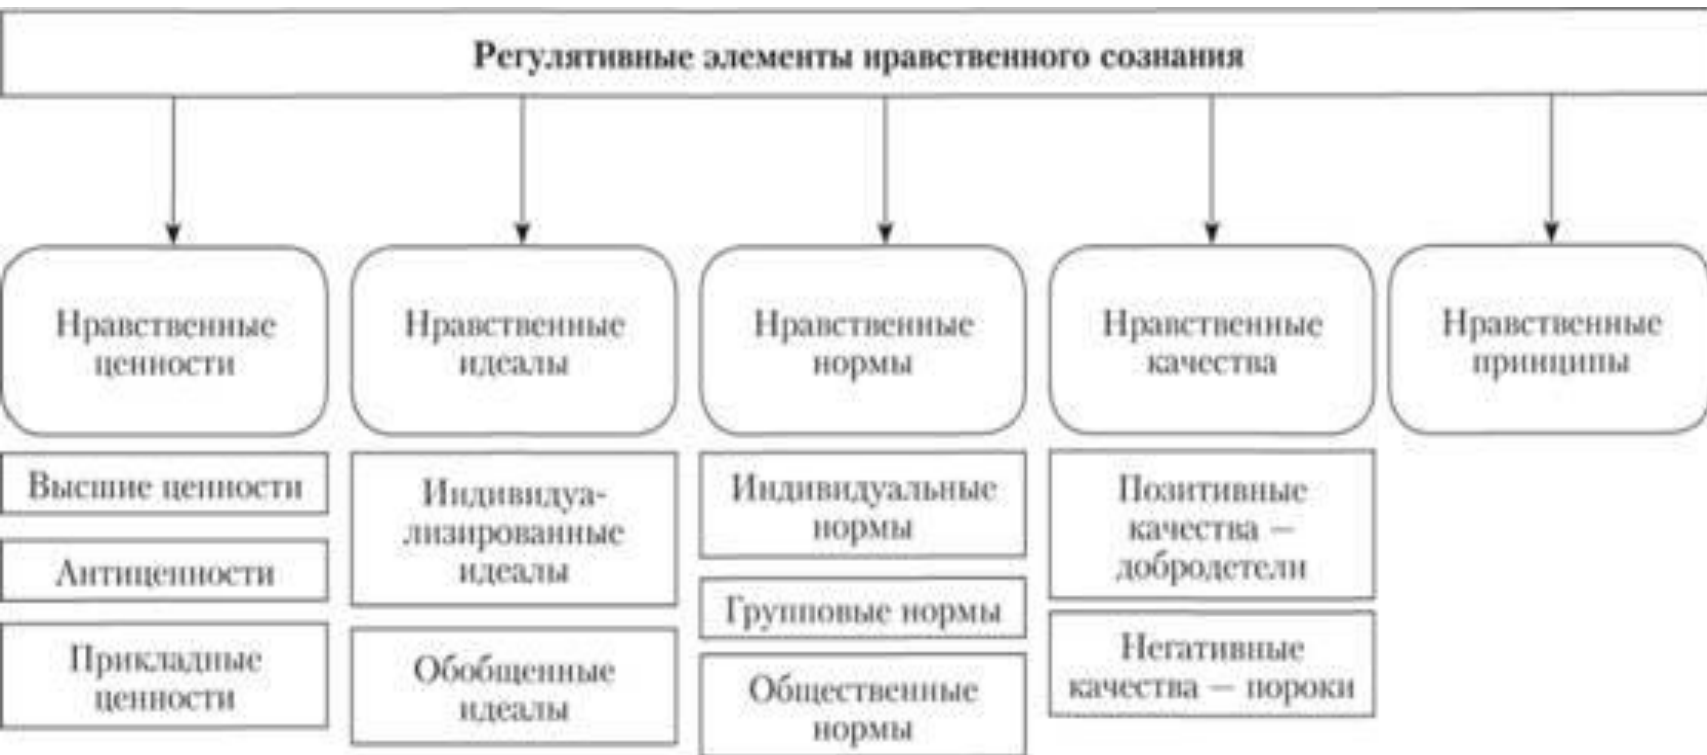 Регулятивные элементы нравственного сознания
Нравственные
ценности
Высшие ценности
Антиценности
Прикладные
ценности
Нравственные
идеалы
Индивидуа-
лизированные
идеалы
Обобщенные
идеалы
Нравственные
нормы
Индивидуальные
нормы
Групповые нормы
Общественные
нормы
Нравственные
качества
Позитивные
качества —
добродетели
Негативные
качества — пороки
Нравственные
принципы